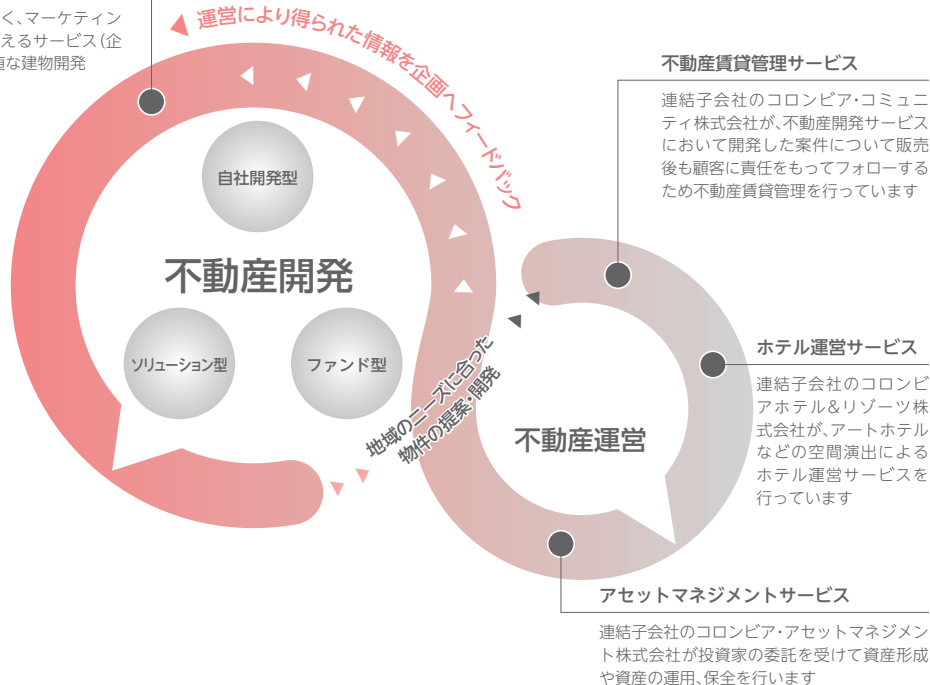 く、マーケティン
えるサービス(企
な建物開発
運営により得られた情報を企画へフィードバック
自社開発型
不動産開発
ソリューション型
ファンド型
地域のニーズに合った
物件の提案・開発
不動産運営
不動産賃貸管理サービス
連結子会社のコロンビア・コミュニ
ティ株式会社が、不動産開発サービス
において開発した案件について販売
後も顧客に責任をもってフォローする
ため不動産賃貸管理を行っています
ホテル運営サービス
連結子会社のコロンビ
アホテル&リゾーツ株
式会社が、アートホテル
などの空間演出による
ホテル運営サービスを
行っています
アセットマネジメントサービス
連結子会社のコロンビア・アセットマネジメン
ト株式会社が投資家の委託を受けて資産形成
や資産の運用、保全を行います